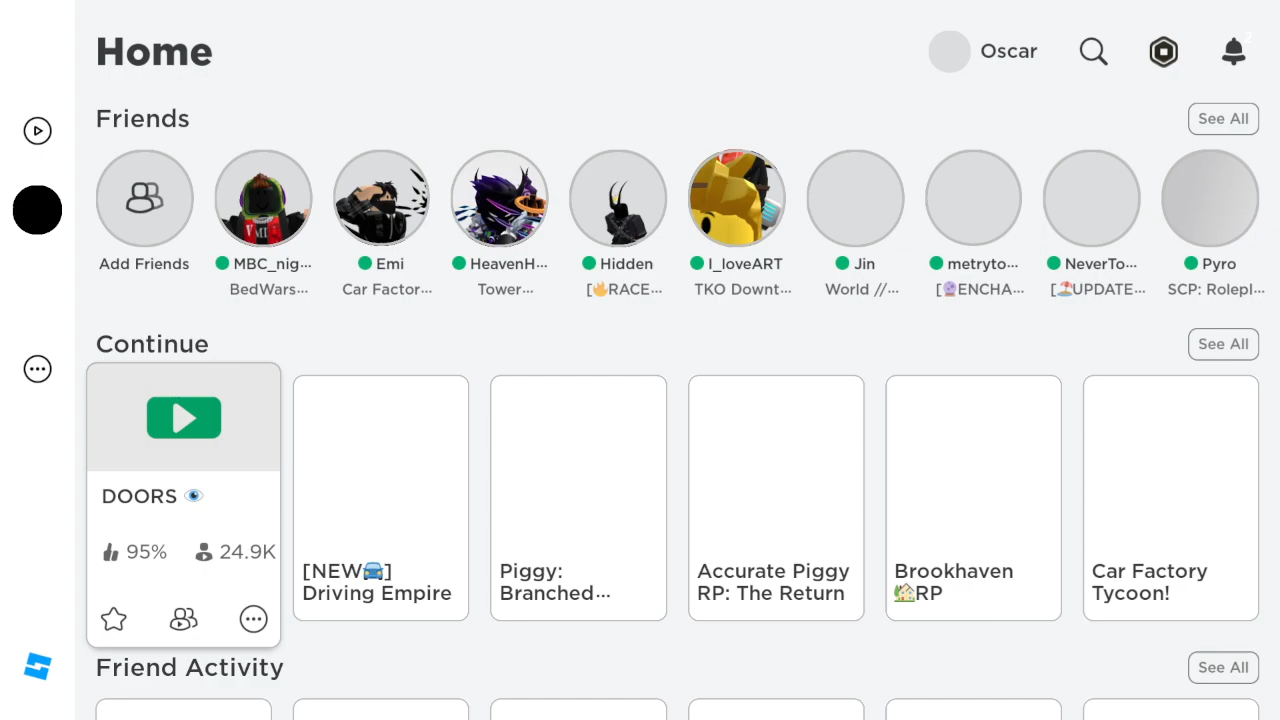 Home
Oscar
2
Friends
See All
Add Friends
MBC_nig...
Emi
HeavenH...
Hidden
I_loveART
Jin
metryto...
NeverTo...
Pyro
BedWars...
Car Factor...
Tower...
[🔥RACE...
TKO Downt...
World //...
[🔮ENCHA...
[🏖️UPDATE...
SCP: Rolepl...
Continue
See All
DOORS 👁️
95%
24.9K
[NEW🚘]
Driving Empire
Piggy:
Branched...
Accurate Piggy
RP: The Return
Brookhaven
🏡RP
Car Factory
Tycoon!
Friend Activity
See All